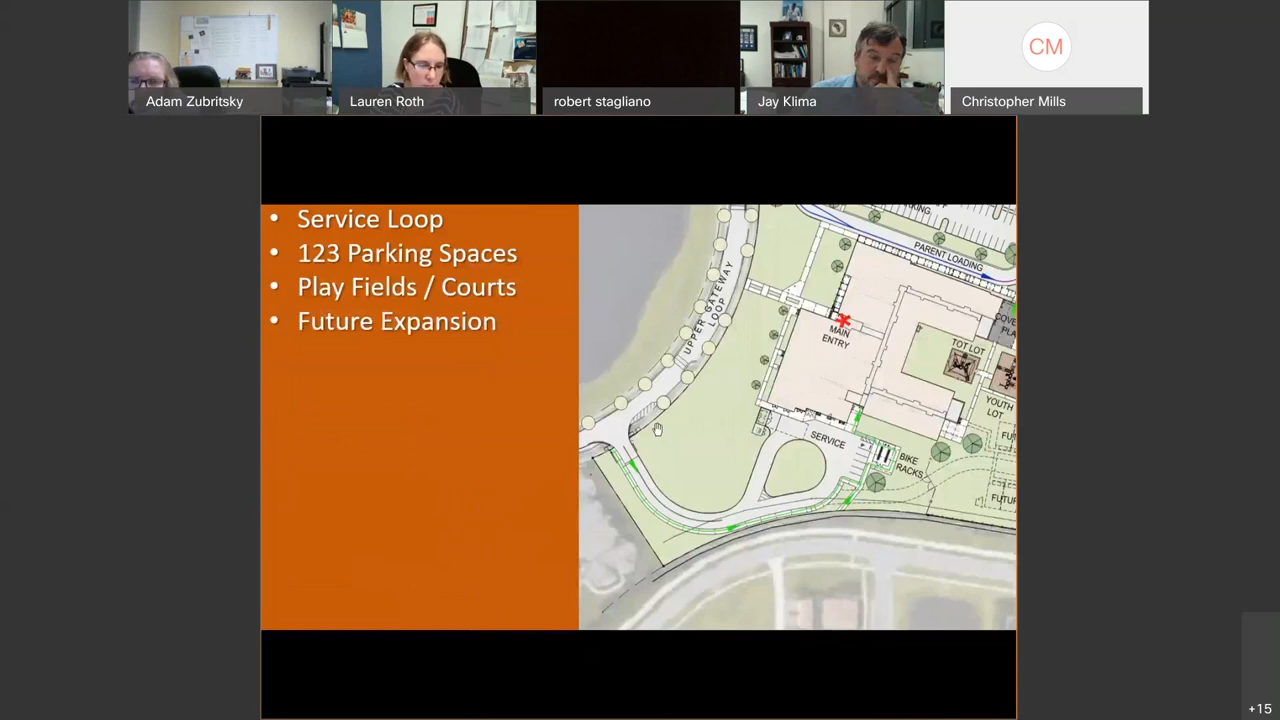 Adam Zubritsky
Lauren Roth
robert stagliano
Jay Klima
CM
Christopher Mills
• Service Loop
• 123 Parking Spaces
• Play Fields / Courts
• Future Expansion
PARKING
PARENT LOADING
UPPER GATEWAY
LOOP
MAIN
ENTRY
TOT LOT
YOUTH
LOT
SERVICE
BIKE
RACKS
+15